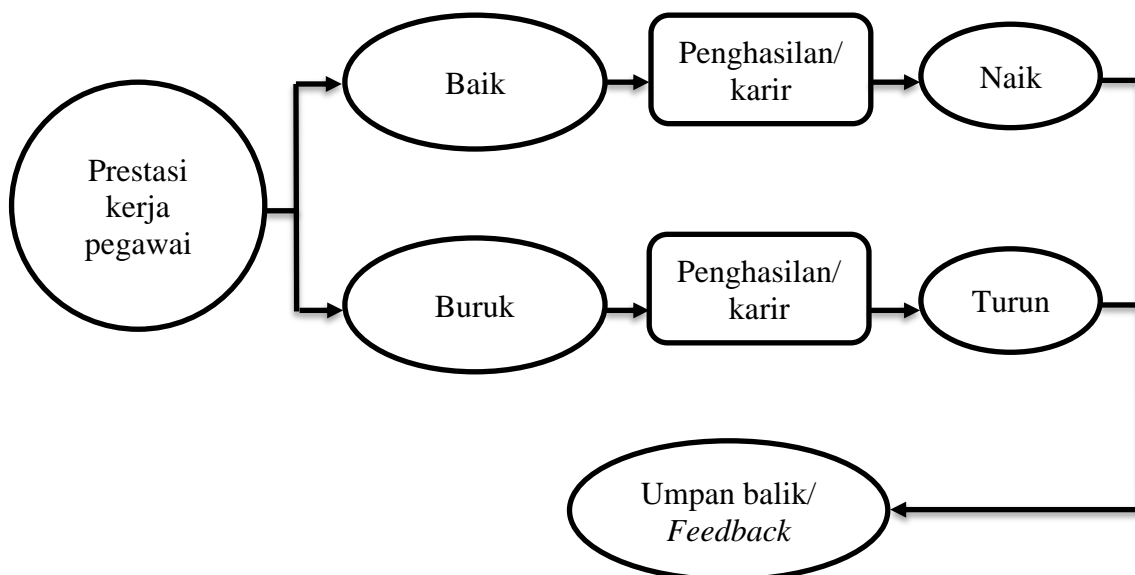 Prestasi
kerja
pegawai
Baik
Penghasilan/
karir
Naik
Buruk
Penghasilan/
karir
Turun
Umpan balik/
Feedback